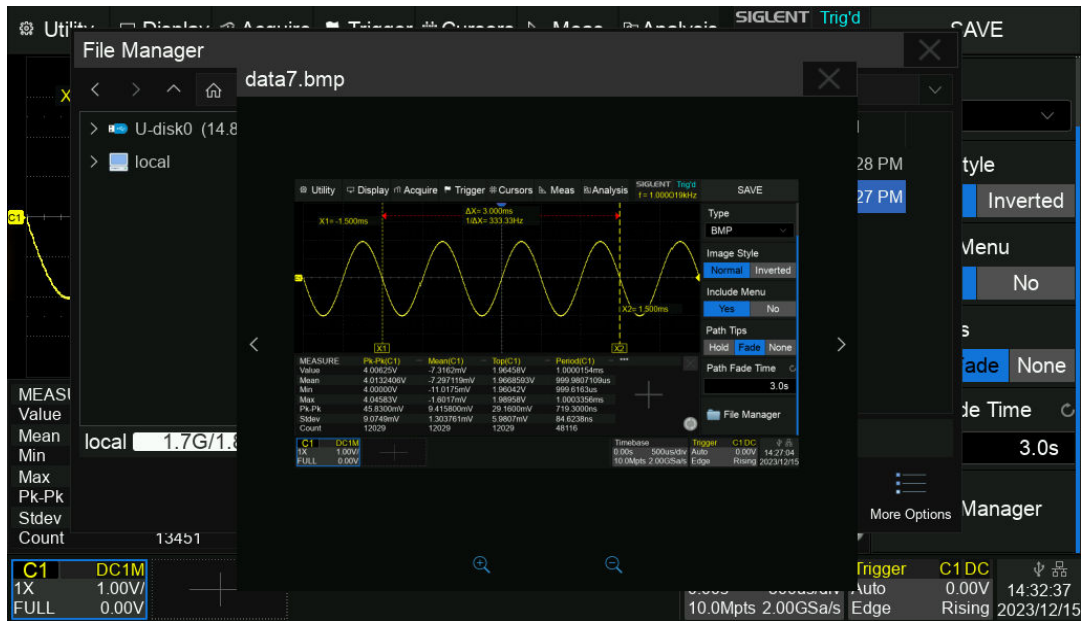 Utility Display Acquire Trigger Cursors Meas Analysis SIGLENT Trig'd SAVE
File Manager
data7.bmp
U-disk0 (14.8
local
28 PM
27 PM
X
C1
tyle
Inverted
Menu
No
s
ade None
de Time
3.0s
Manager
Utility Display Acquire Trigger Cursors Meas Analysis SIGLENT Trig'd SAVE
f = 1.000019kHz
ΔX= 3.000ms
1/ΔX= 333.33Hz
X1= -1.500ms
X2= 1.500ms
X1 X2
Type
BMP
Image Style
Normal Inverted
Include Menu
Yes No
Path Tips
Hold Fade None
Path Fade Time
3.0s
File Manager
MEASURE Pk-Pk(C1) Mean(C1) Top(C1) Period(C1)
Value 4.00625V -7.3162mV 1.96458V 1.0000154ms
Mean 4.0132406V -7.297119mV 1.9668593V 999.9807109us
Min 4.00000V -11.0175mV 1.96042V 999.6163us
Max 4.04583V -1.6017mV 1.98958V 1.0003356ms
Pk-Pk 45.8300mV 9.415800mV 29.1600mV 719.3000ns
Stdev 9.0749mV 1.303761mV 5.9807mV 84.6238ns
Count 12029 12029 12029 48116
C1 DC1M
1X 1.00V/
FULL 0.00V
Timebase
0.00s 500us/div
10.0Mpts 2.00GSa/s
Trigger C1 DC
Auto 0.00V
Edge Rising
14:27:04
2023/12/15
MEASU
Value
Mean
Min
Max
Pk-Pk
Stdev
Count 13451
local 1.7G/1.8
More Options
C1 DC1M
1X 1.00V/
FULL 0.00V
10.0Mpts 2.00GSa/s
Trigger C1 DC
Auto 0.00V
Edge Rising
14:32:37
2023/12/15